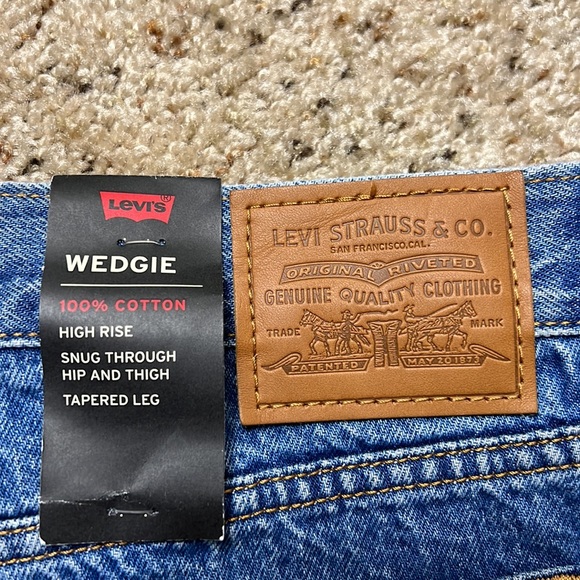 Levi's®
WEDGIE
100% COTTON
HIGH RISE
SNUG THROUGH
HIP AND THIGH
TAPERED LEG
LEVI STRAUSS & CO.
SAN FRANCISCO, CAL.
ORIGINAL RIVETED
GENUINE QUALITY CLOTHING
TRADE MARK
PATENTED MAY 20 1873